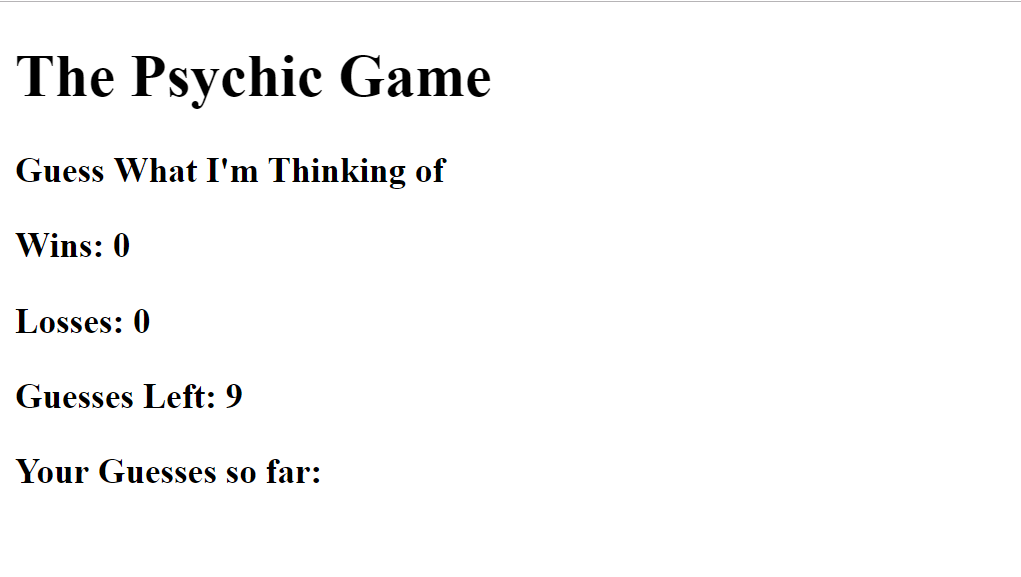 The Psychic Game
Guess What I'm Thinking of
Wins: 0
Losses: 0
Guesses Left: 9
Your Guesses so far: